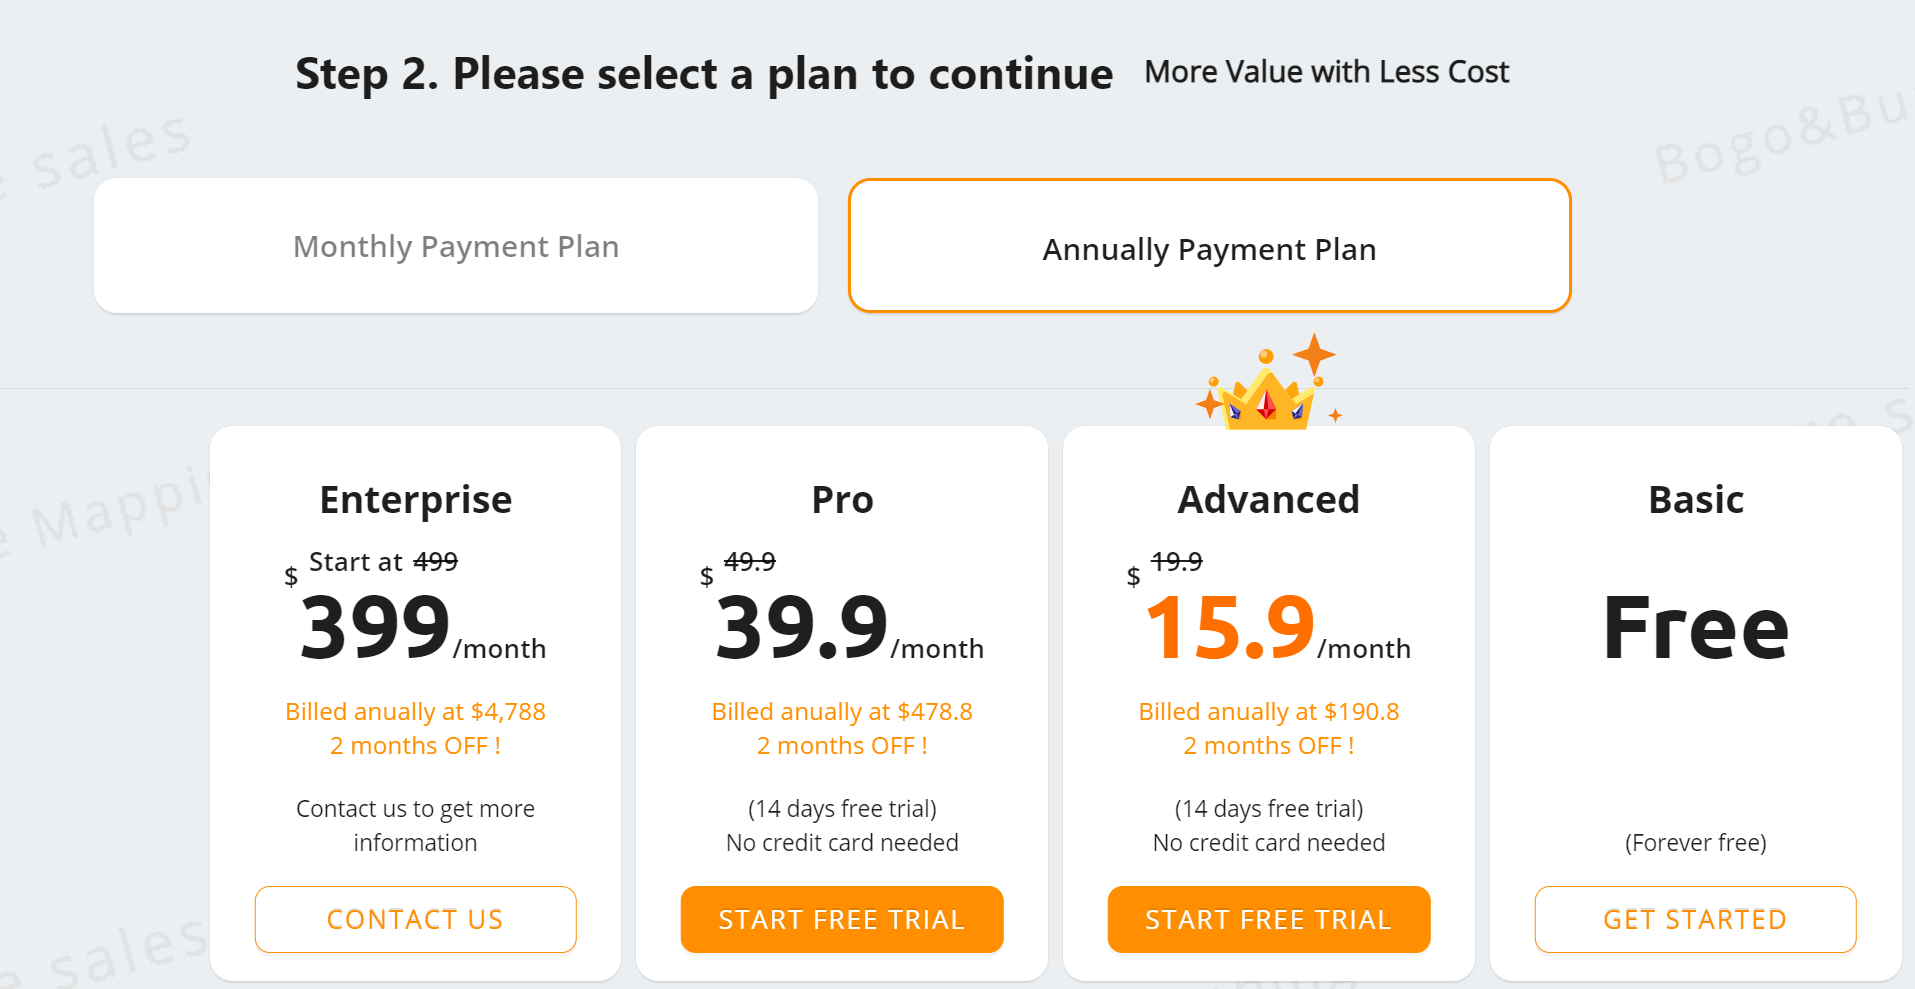 Step 2. Please select a plan to continue
More Value with Less Cost
sales
Bogo&Bu
Monthly Payment Plan
Annually Payment Plan
Enterprise
Start at 499
$
399/month
Billed anually at $4,788
2 months OFF !
Contact us to get more
information
CONTACT US
Pro
49.9
$
39.9/month
Billed anually at $478.8
2 months OFF !
(14 days free trial)
No credit card needed
START FREE TRIAL
Advanced
19.9
$
15.9/month
Billed anually at $190.8
2 months OFF !
(14 days free trial)
No credit card needed
START FREE TRIAL
Basic
Free
(Forever free)
GET STARTED
e Mappi
e sales